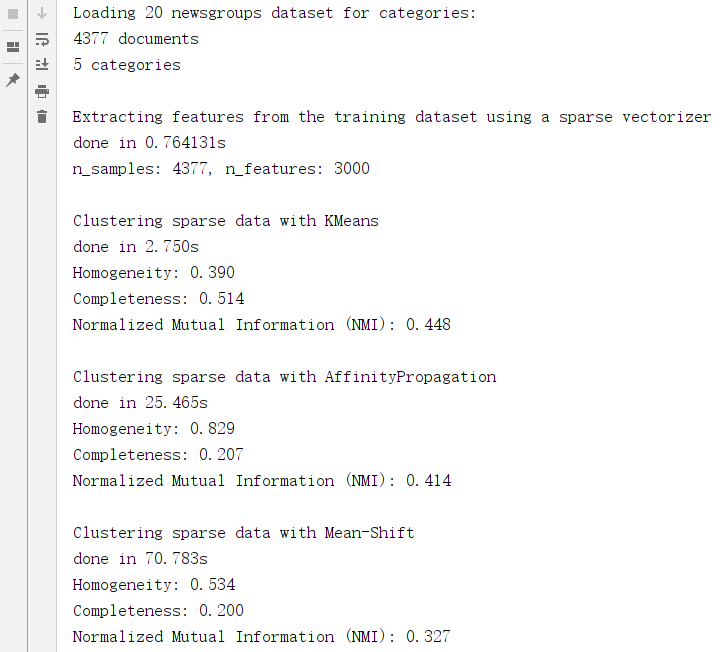 Loading 20 newsgroups dataset for categories:
4377 documents
5 categories
Extracting features from the training dataset using a sparse vectorizer
done in 0.764131s
n_samples: 4377, n_features: 3000
Clustering sparse data with KMeans
done in 2.750s
Homogeneity: 0.390
Completeness: 0.514
Normalized Mutual Information (NMI): 0.448
Clustering sparse data with AffinityPropagation
done in 25.465s
Homogeneity: 0.829
Completeness: 0.207
Normalized Mutual Information (NMI): 0.414
Clustering sparse data with Mean-Shift
done in 70.783s
Homogeneity: 0.534
Completeness: 0.200
Normalized Mutual Information (NMI): 0.327